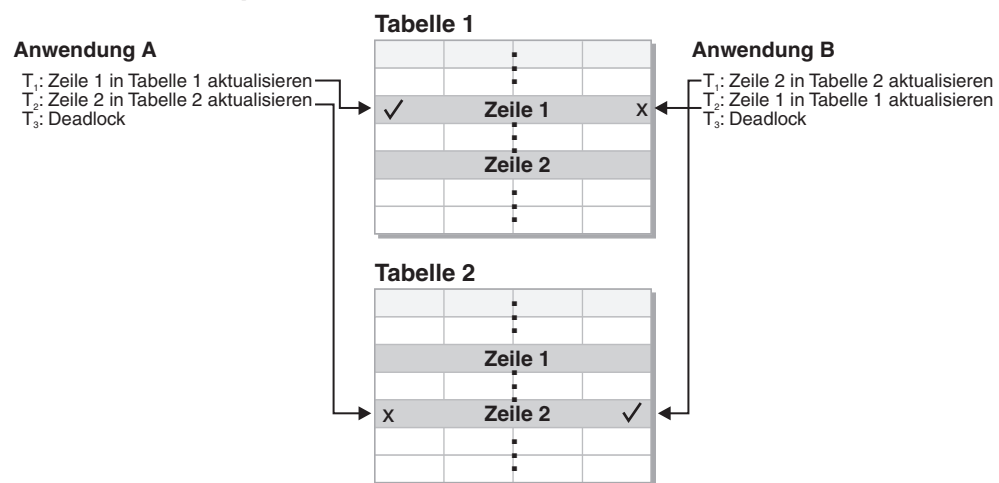 Tabelle 1
Anwendung A
T₁: Zeile 1 in Tabelle 1 aktualisieren
T₂: Zeile 2 in Tabelle 2 aktualisieren
T₃: Deadlock
Anwendung B
T₁: Zeile 2 in Tabelle 2 aktualisieren
T₂: Zeile 1 in Tabelle 1 aktualisieren
T₃: Deadlock
✓ Zeile 1 x
Zeile 2
Tabelle 2
Zeile 1
x Zeile 2 ✓